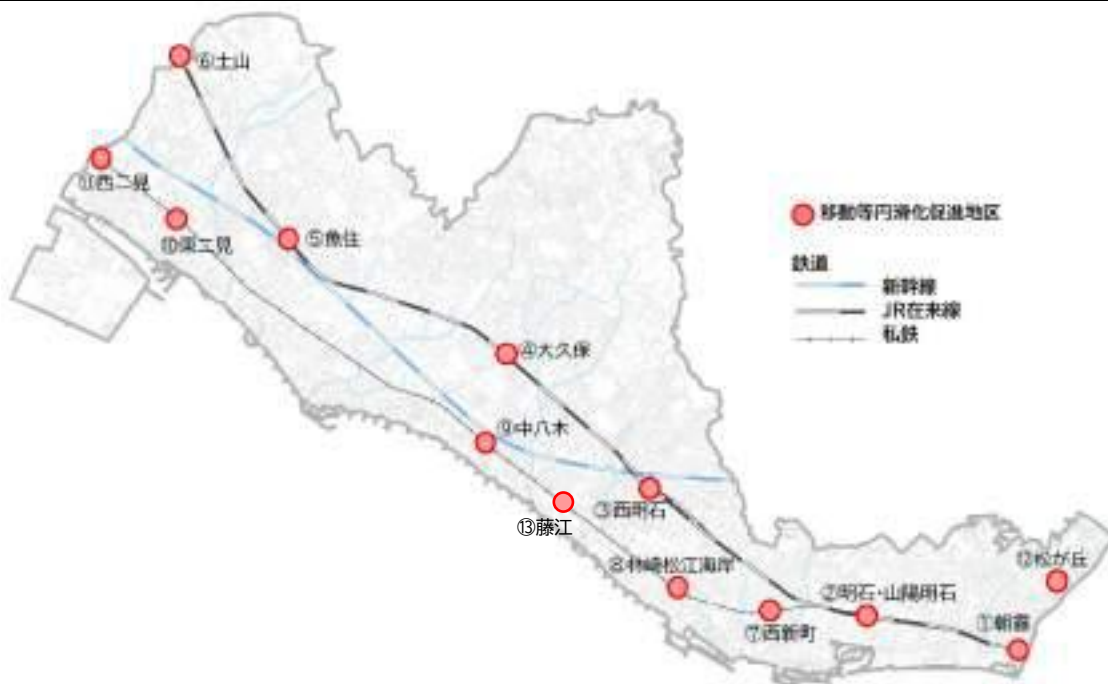 ⑥土山
⑪西二見
⑩東二見
⑤魚住
移動等円滑化促進地区
鉄道
新幹線
JR在来線
私鉄
④大久保
⑨中八木
③西明石
⑬藤江
⑧林崎松江海岸
⑫松が丘
②明石・山陽明石
①朝霧
⑦西新町